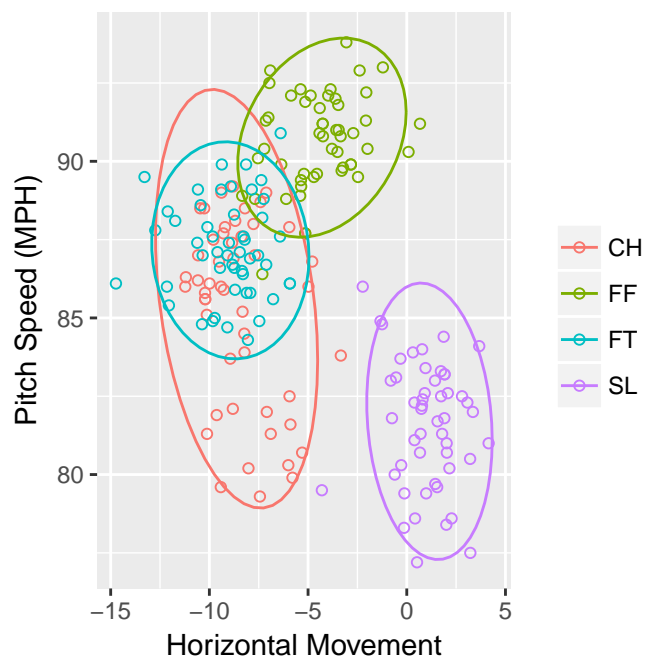 Pitch Speed (MPH)
90
85
80
−15 −10 −5 0 5
Horizontal Movement
CH
FF
FT
SL